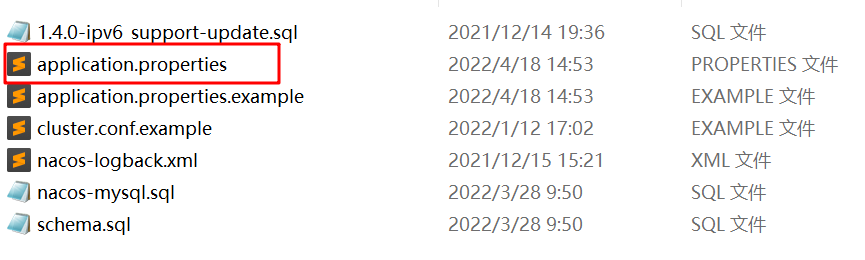 1.4.0-ipv6_support-update.sql 2021/12/14 19:36 SQL 文件
application.properties 2022/4/18 14:53 PROPERTIES 文件
application.properties.example 2022/4/18 14:53 EXAMPLE 文件
cluster.conf.example 2022/1/12 17:02 EXAMPLE 文件
nacos-logback.xml 2021/12/15 15:21 XML 文件
nacos-mysql.sql 2022/3/28 9:50 SQL 文件
schema.sql 2022/3/28 9:50 SQL 文件